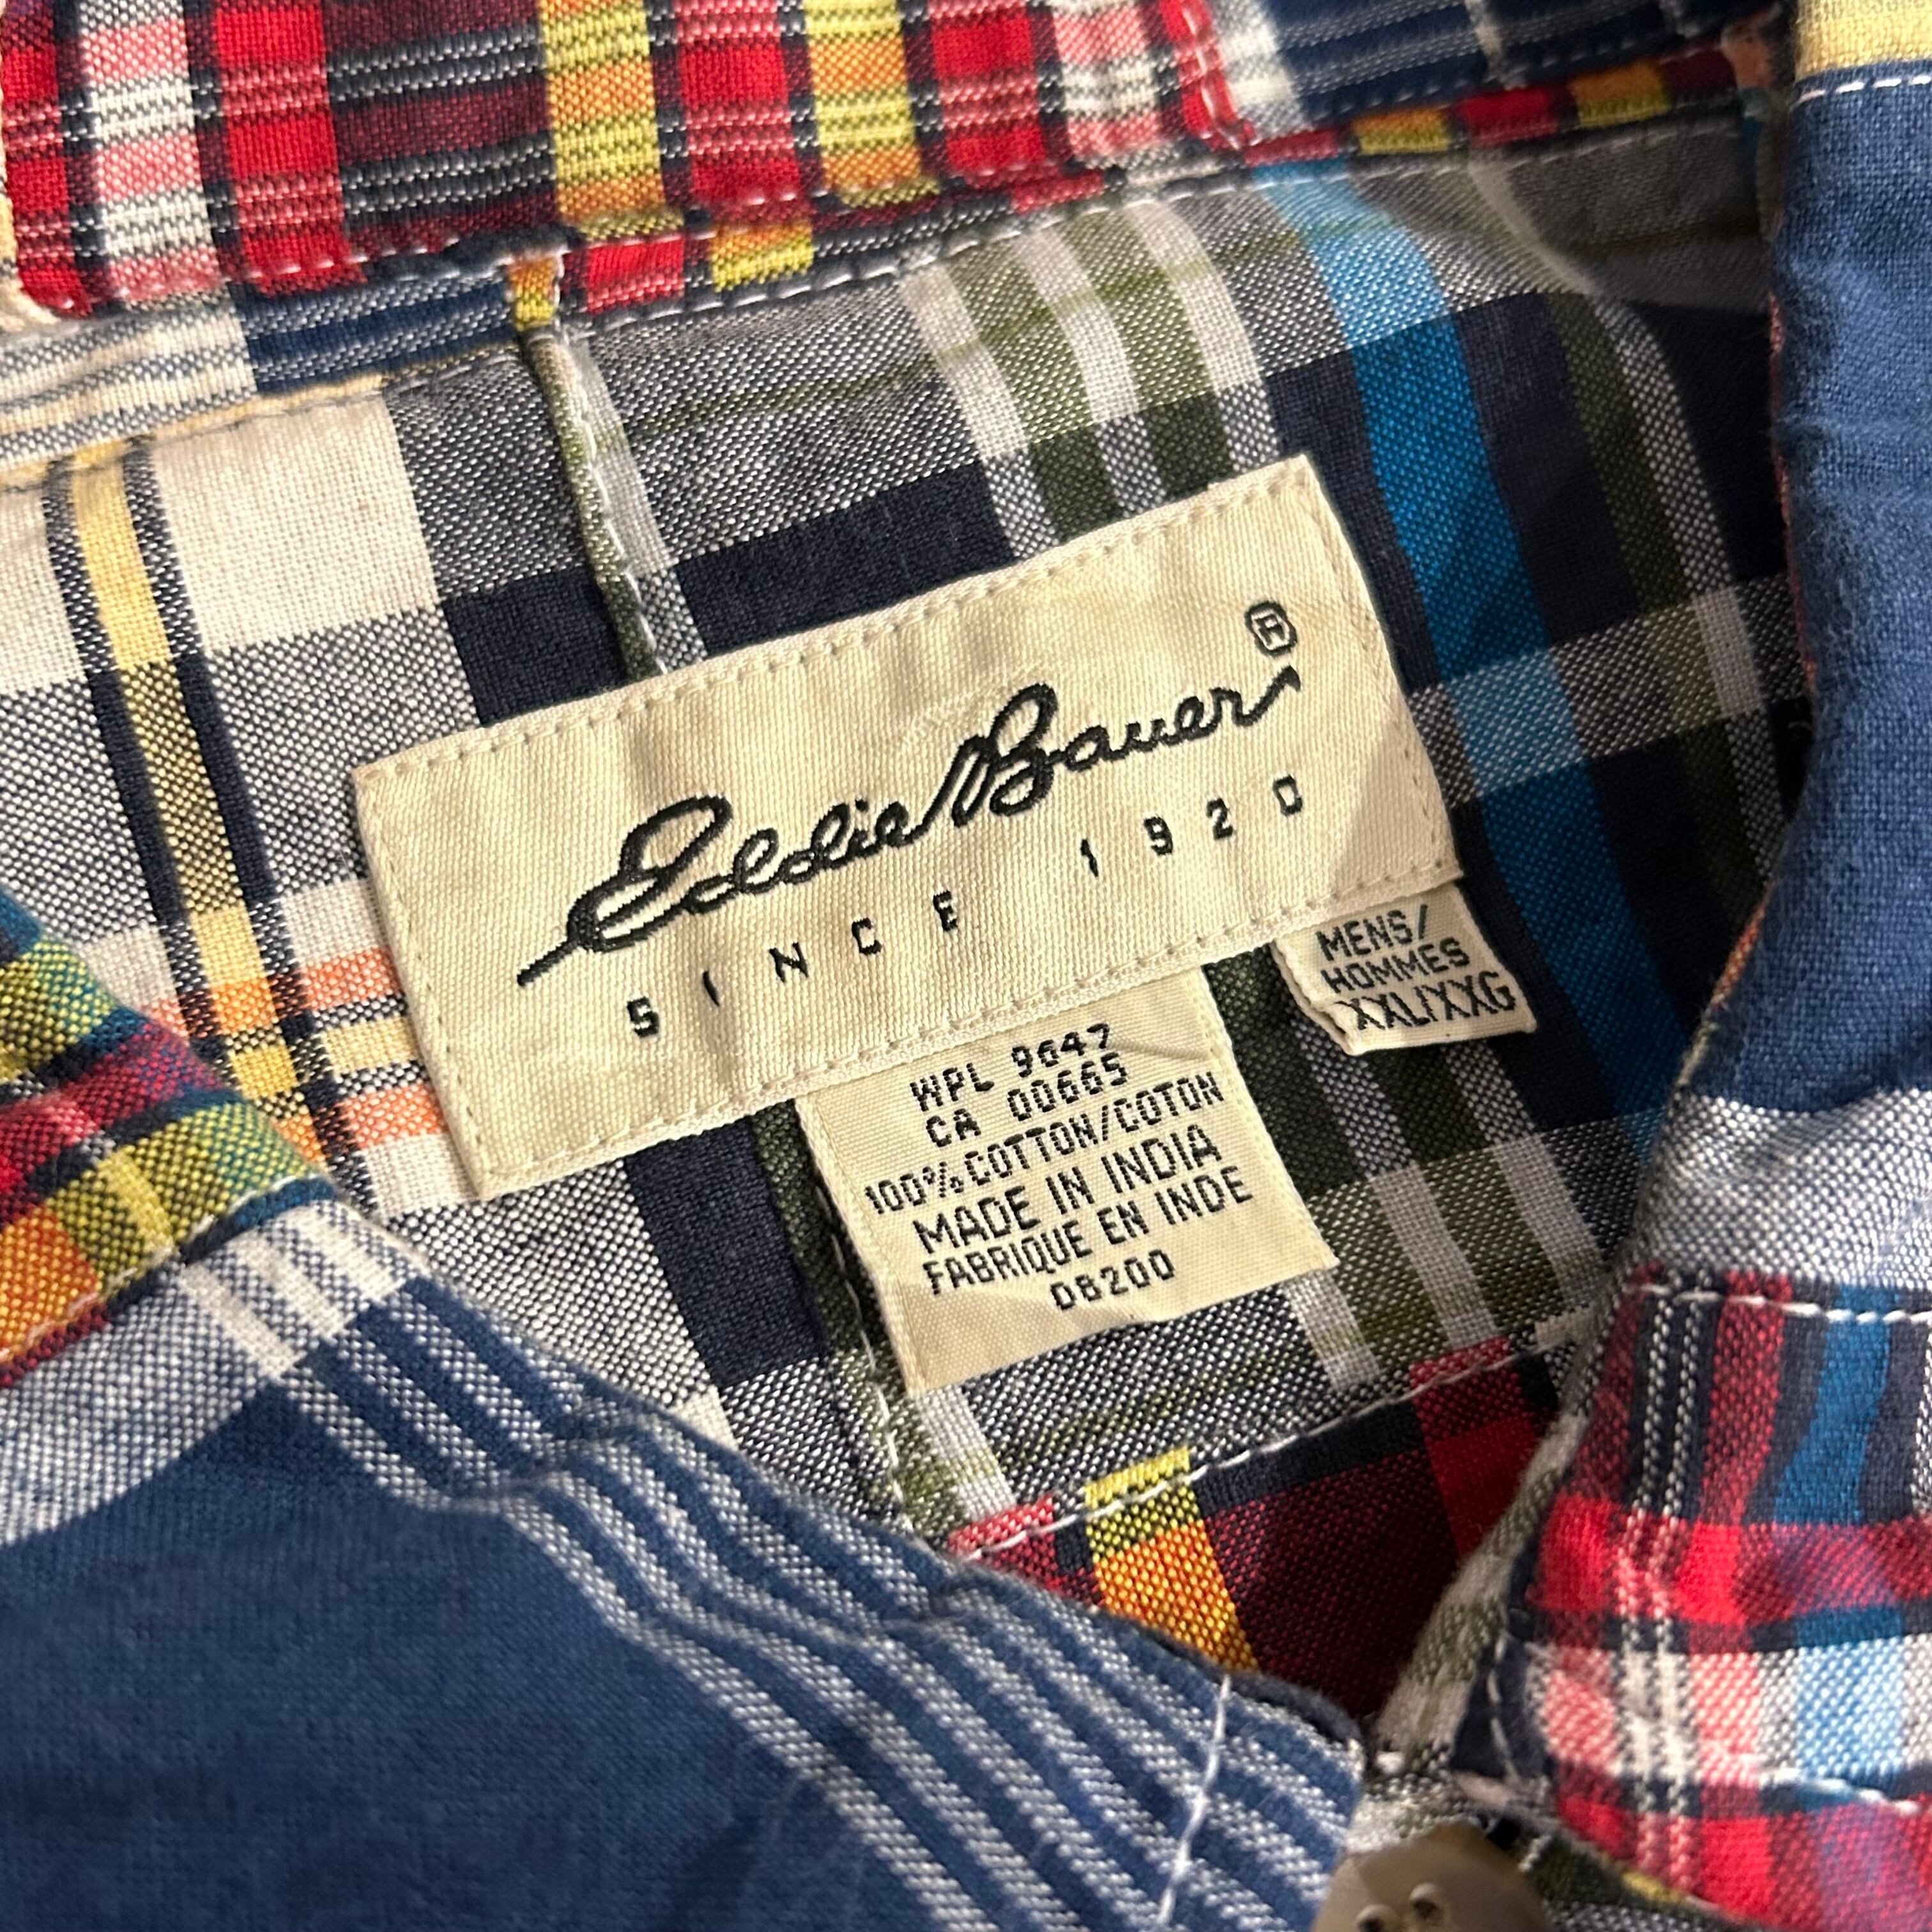 Eddie Bauer®
SINCE 1920
MENS/
HOMMES
XXL/XXG
WPL 9647
CA 00665
100% COTTON/COTON
MADE IN INDIA
FABRIQUE EN INDE
D8200